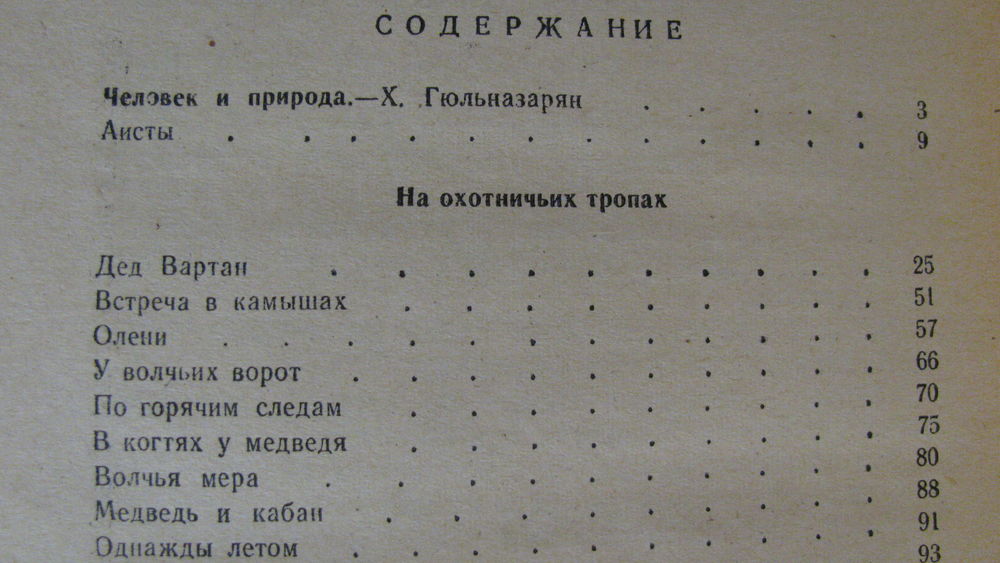 СОДЕРЖАНИЕ
Человек и природа.—Х. Гюльназарян . . . . . 3
Аисты . . . . . . . . . . . . 9
На охотничьих тропах
Дед Вартан . . . . . . . . . . 25
Встреча в камышах . . . . . . . . . 51
Олени . . . . . . . . . . . . 57
У волчьих ворот . . . . . . . . . . 66
По горячим следам . . . . . . . . . 70
В когтях у медведя . . . . . . . . . 75
Волчья мера . . . . . . . . . . 80
Медведь и кабан . . . . . . . . . 88
Однажды летом . . . . . . . . . . 91
93